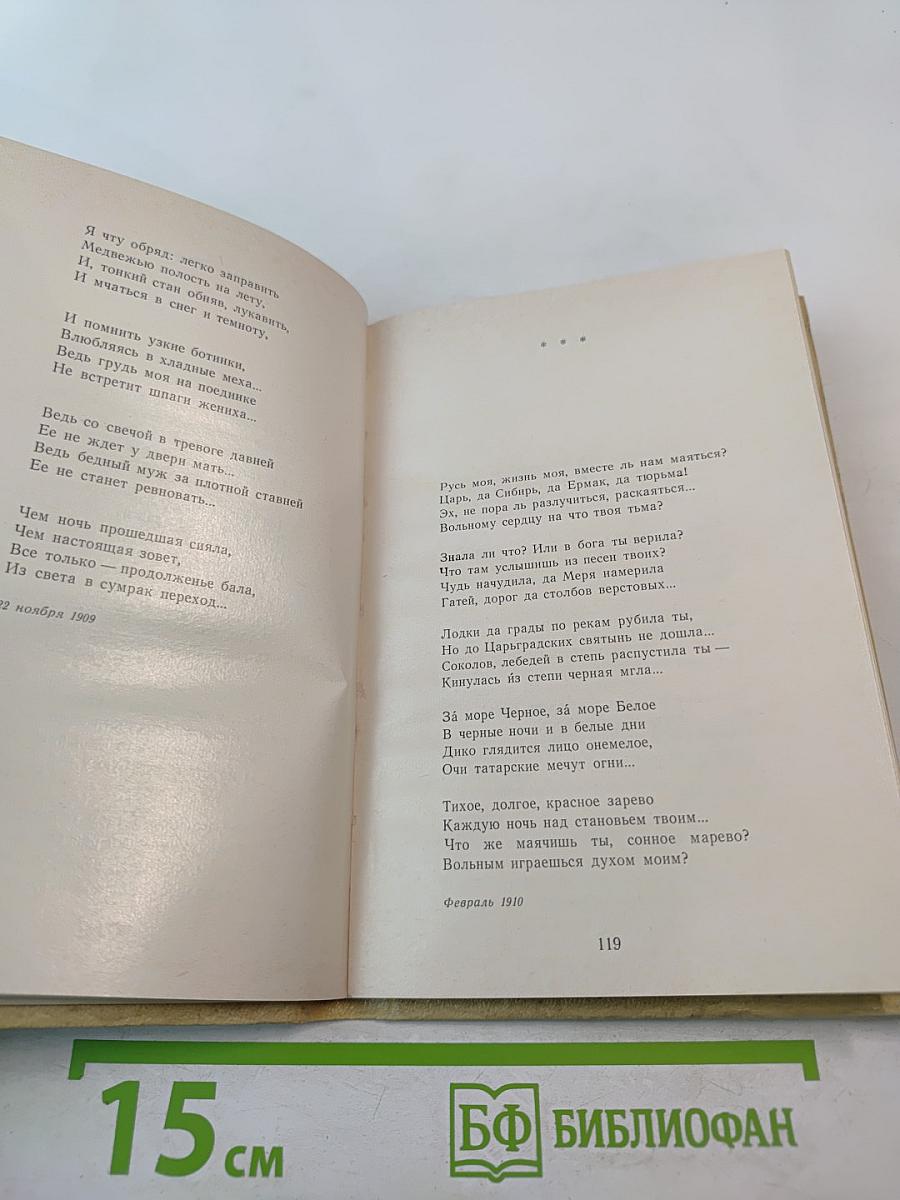 Я чту обряд: легко заправить
Медвежью полость на лету,
И, тонкий стан обняв, лукавить,
И мчаться в снег и темноту,
И помнить узкие ботинки,
Влюбляясь в хладные меха...
Ведь грудь моя на поединке
Не встретит шпаги жениха...
Ведь со свечой в тревоге давней
Ее не ждет у двери мать...
Ведь бедный муж за плотной ставней
Ее не станет ревновать...
Чем ночь прошедшая сияла,
Чем настоящая зовет,
Все только — продолженье бала,
Из света в сумрак переход...
22 ноября 1909
* * *
Русь моя, жизнь моя, вместе ль нам маяться?
Царь, да Сибирь, да Ермак, да тюрьма!
Эх, не пора ль разлучиться, раскаяться...
Вольному сердцу на что твоя тьма?
Знала ли что? Или в бога ты верила?
Что там услышишь из песен твоих?
Чудь начудила, да Меря намерила
Гатей, дорог да столбов верстовых...
Лодки да грады по рекам рубила ты,
Но до Царьградских святынь не дошла...
Соколов, лебедей в степь распустила ты —
Кинулась и́з степи черная мгла...
За́ море Черное, за́ море Белое
В черные ночи и в белые дни
Дико глядится лицо онемелое,
Очи татарские мечут огни...
Тихое, долгое, красное зарево
Каждую ночь над становьем твоим...
Что же маячишь ты, сонное марево?
Вольным играешься духом моим?
Февраль 1910
119
15 см
БФ БИБЛИОФАН